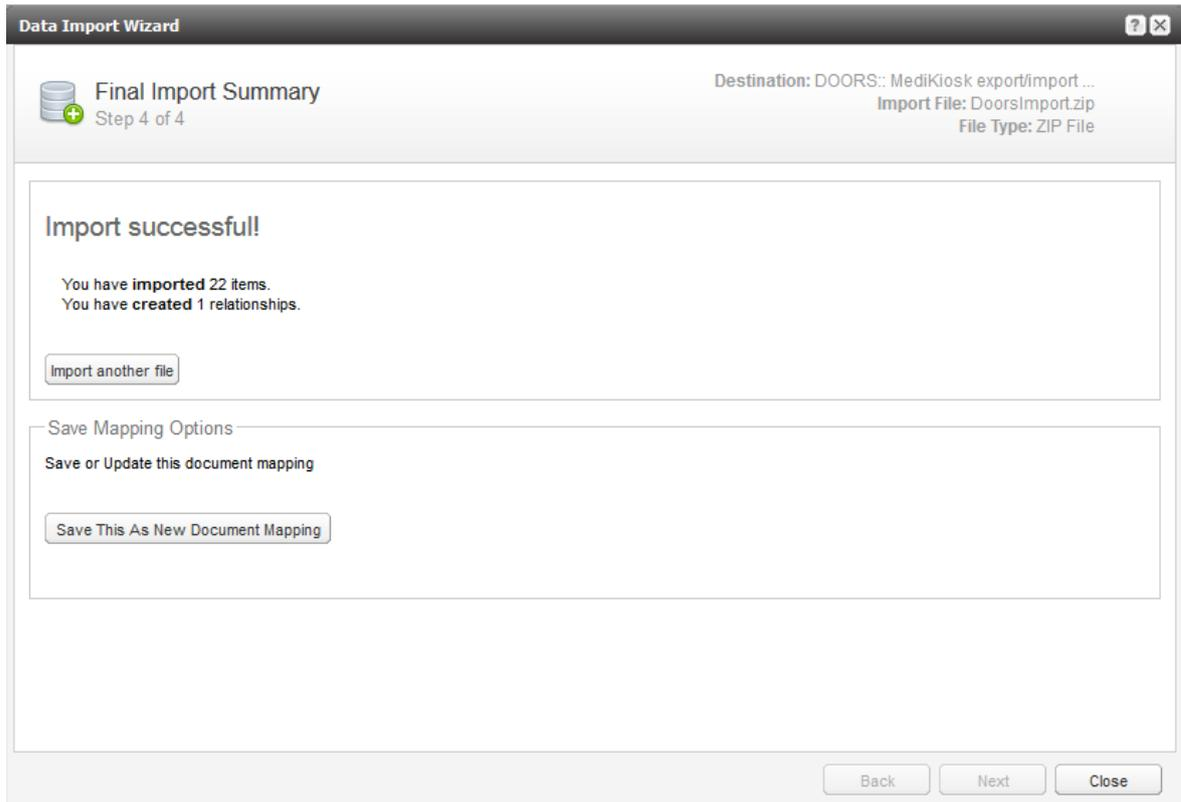 Data Import Wizard
?
Final Import Summary
Step 4 of 4
Destination: DOORS:: MediKiosk export/import ...
Import File: DoorsImport.zip
File Type: ZIP File
Import successful!
You have imported 22 items.
You have created 1 relationships.
Import another file
Save Mapping Options
Save or Update this document mapping
Save This As New Document Mapping
Back Next Close